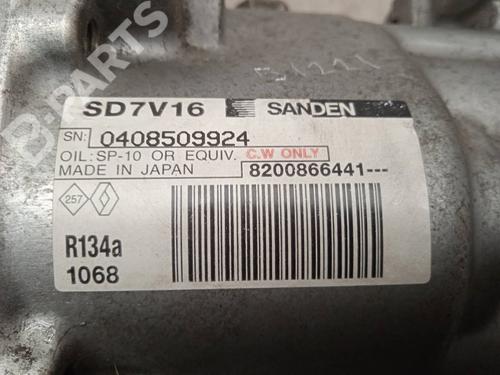 B-PARTS
SD7V16 SANDEN
SN: 0408509924
OIL: SP-10 OR EQUIV. C.W ONLY
MADE IN JAPAN 8200866441---
257
R134a
1068